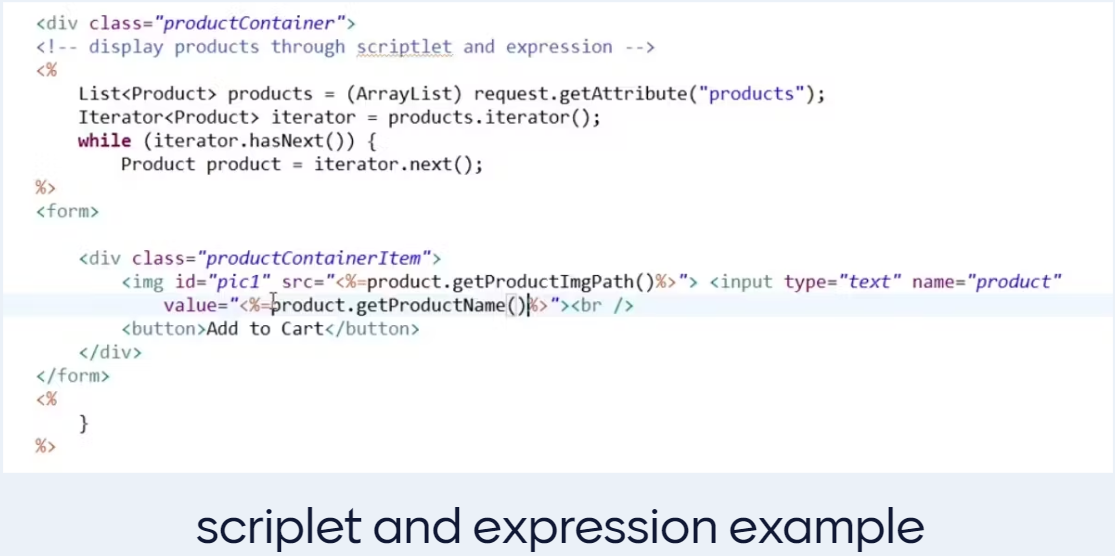 <div class="productContainer">
<!-- display products through scriptlet and expression -->
<%
List<Product> products = (ArrayList) request.getAttribute("products");
Iterator<Product> iterator = products.iterator();
while (iterator.hasNext()) {
Product product = iterator.next();
%>
<form>
<div class="productContainerItem">
<img id="pic1" src="<%=product.getProductImgPath()%>"> <input type="text" name="product"
value="<%=product.getProductName()%>"><br />
<button>Add to Cart</button>
</div>
</form>
<%
}
%>
scriplet and expression example